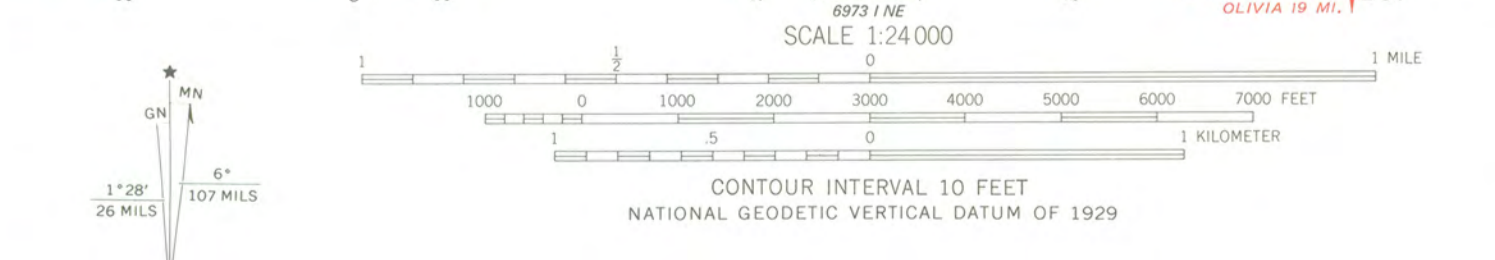 6973 I NE
OLIVIA 19 MI.
SCALE 1:24 000
1 ½ 0 1 MILE
1000 0 1000 2000 3000 4000 5000 6000 7000 FEET
1 .5 0 1 KILOMETER
CONTOUR INTERVAL 10 FEET
NATIONAL GEODETIC VERTICAL DATUM OF 1929
MN
GN
1°28′
26 MILS
6°
107 MILS